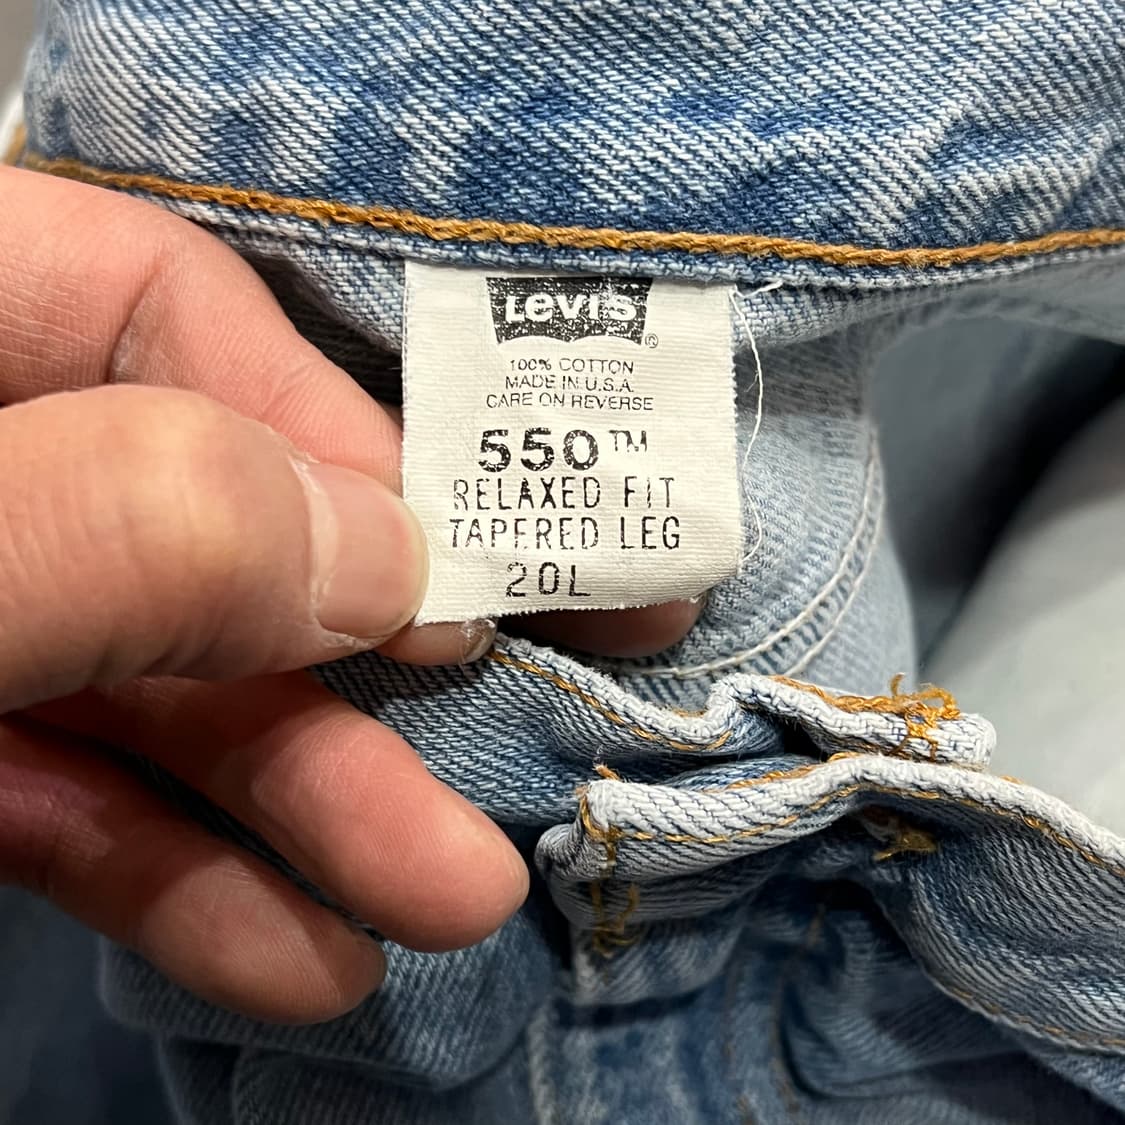 Levi's ®
100% COTTON
MADE IN U.S.A.
CARE ON REVERSE
550™
RELAXED FIT
TAPERED LEG
20L